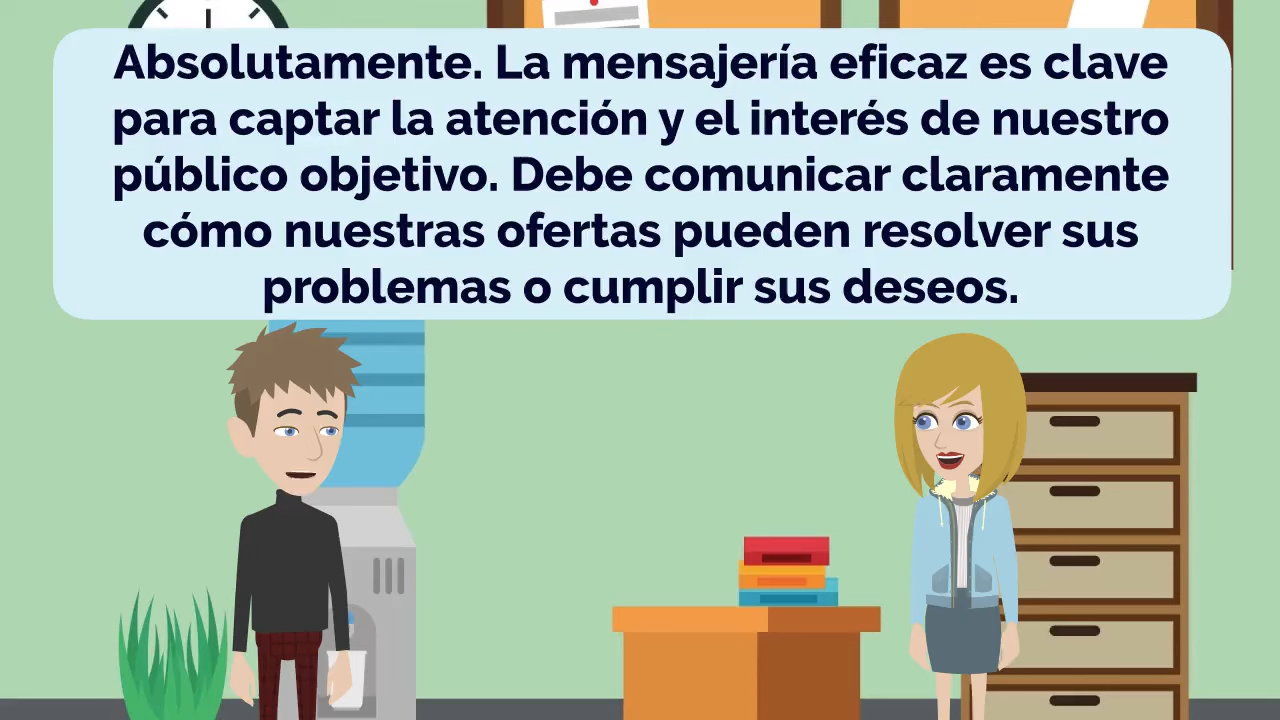 Absolutamente. La mensajería eficaz es clave
para captar la atención y el interés de nuestro
público objetivo. Debe comunicar claramente
cómo nuestras ofertas pueden resolver sus
problemas o cumplir sus deseos.